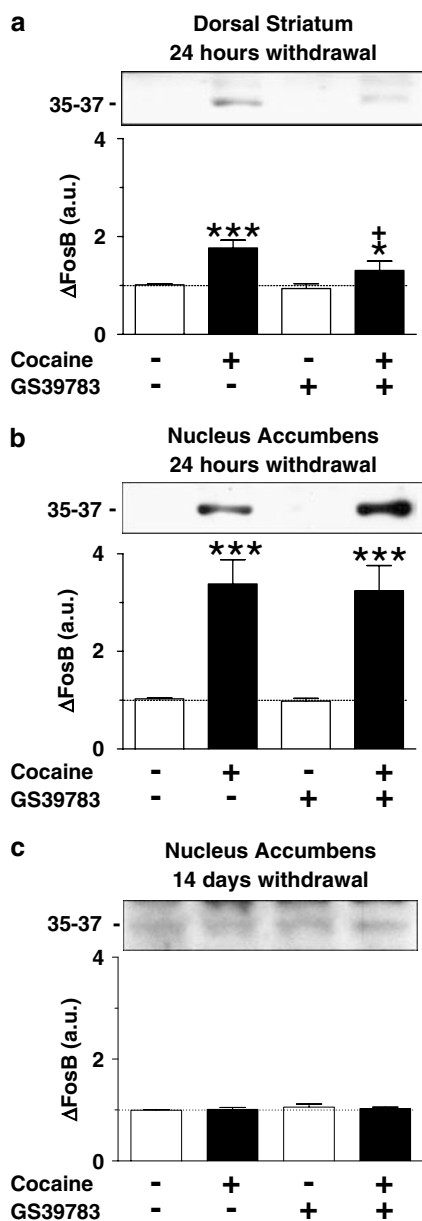 a
Dorsal Striatum
24 hours withdrawal
35-37 -
ΔFosB (a.u.)
4
2
0
***
+
*
Cocaine - + - +
GS39783 - - + +
b
Nucleus Accumbens
24 hours withdrawal
35-37 -
ΔFosB (a.u.)
4
2
0
*** ***
Cocaine - + - +
GS39783 - - + +
c
Nucleus Accumbens
14 days withdrawal
35-37 -
ΔFosB (a.u.)
4
2
0
Cocaine - + - +
GS39783 - - + +